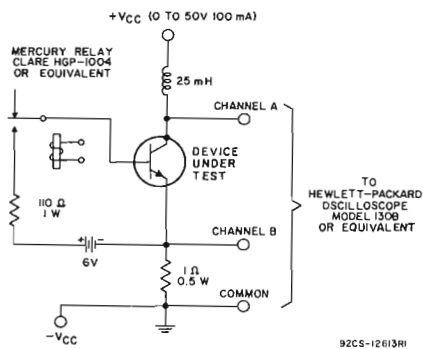 +VCC (0 TO 50V 100 mA)
MERCURY RELAY
CLARE HGP-1004
OR EQUIVALENT
25 mH
CHANNEL A
DEVICE
UNDER
TEST
TO
HEWLETT-PACKARD
OSCILLOSCOPE
MODEL 130B
OR EQUIVALENT
110 Ω
1 W
CHANNEL B
+ -
6V
1 Ω
0.5 W
COMMON
-VCC
92CS-12613R1